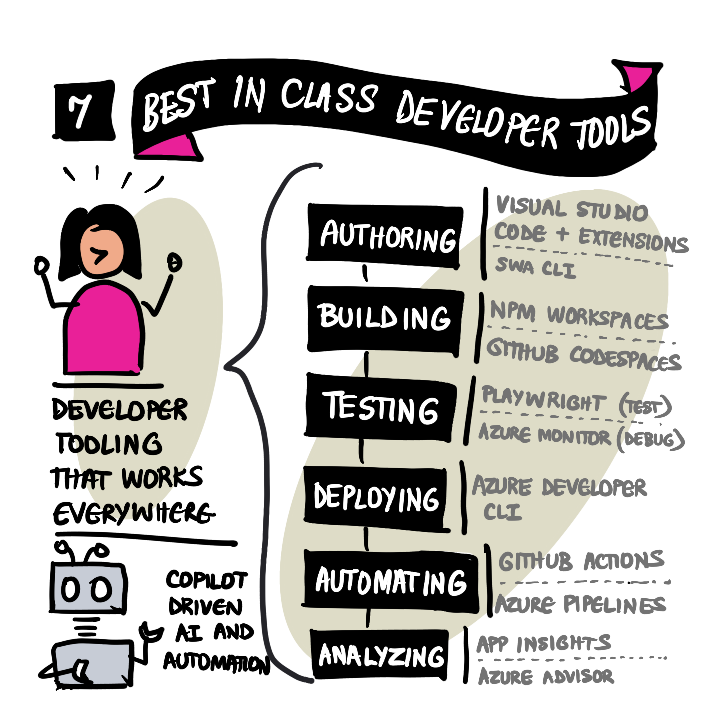 7
BEST IN CLASS DEVELOPER TOOLS
DEVELOPER
TOOLING
THAT WORKS
EVERYWHERE
COPILOT
DRIVEN
AI AND
AUTOMATION
AUTHORING
VISUAL STUDIO
CODE + EXTENSIONS
SWA CLI
BUILDING
NPM WORKSPACES
GITHUB CODESPACES
TESTING
PLAYWRIGHT (TEST)
AZURE MONITOR (DEBUG)
DEPLOYING
AZURE DEVELOPER
CLI
AUTOMATING
GITHUB ACTIONS
AZURE PIPELINES
ANALYZING
APP INSIGHTS
AZURE ADVISOR